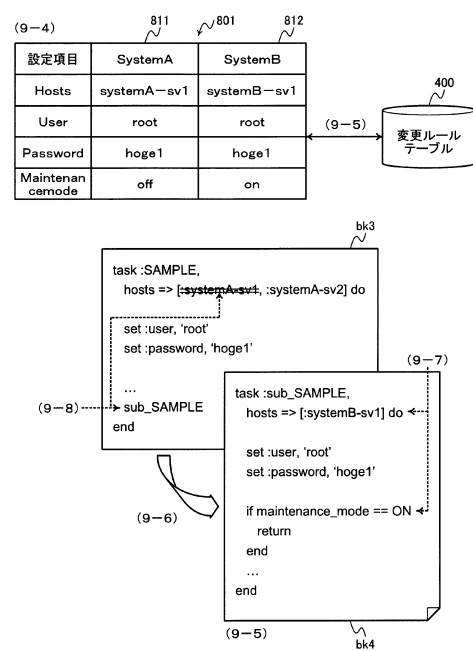 (9-4)
811
801
812
設定項目 SystemA SystemB
Hosts systemA-sv1 systemB-sv1
User root root
Password hoge1 hoge1
Maintenan
cemode off on
(9-5)
400
変更ルール
テーブル
bk3
task :SAMPLE,
hosts => [:systemA-sv1, :systemA-sv2] do
set :user, 'root'
set :password, 'hoge1'
...
(9-8)
sub_SAMPLE
end
(9-6)
(9-7)
task :sub_SAMPLE,
hosts => [:systemB-sv1] do
set :user, 'root'
set :password, 'hoge1'
if maintenance_mode == ON
return
end
...
end
(9-5)
bk4